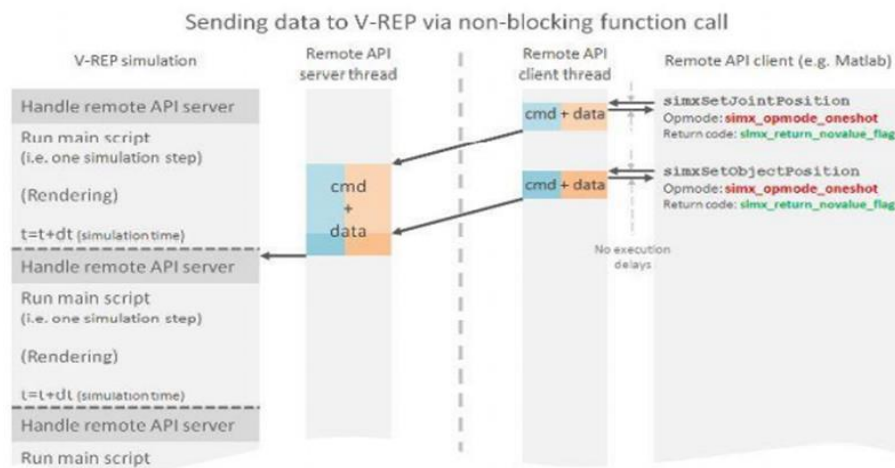 Sending data to V-REP via non-blocking function call
V-REP simulation
Remote API
server thread
Remote API
client thread
Remote API client (e.g. Matlab)
Handle remote API server
Run main script
(i.e. one simulation step)
(Rendering)
t=t+dt (simulation time)
Handle remote API server
Run main script
(i.e. one simulation step)
(Rendering)
t=t+dt (simulation time)
Handle remote API server
Run main script
cmd
+
data
cmd + data
cmd + data
No execution
delays
simxSetJointPosition
Opmode: simx_opmode_oneshot
Return code: simx_return_novalue_flag
simxSetObjectPosition
Opmode: simx_opmode_oneshot
Return code: simx_return_novalue_flag